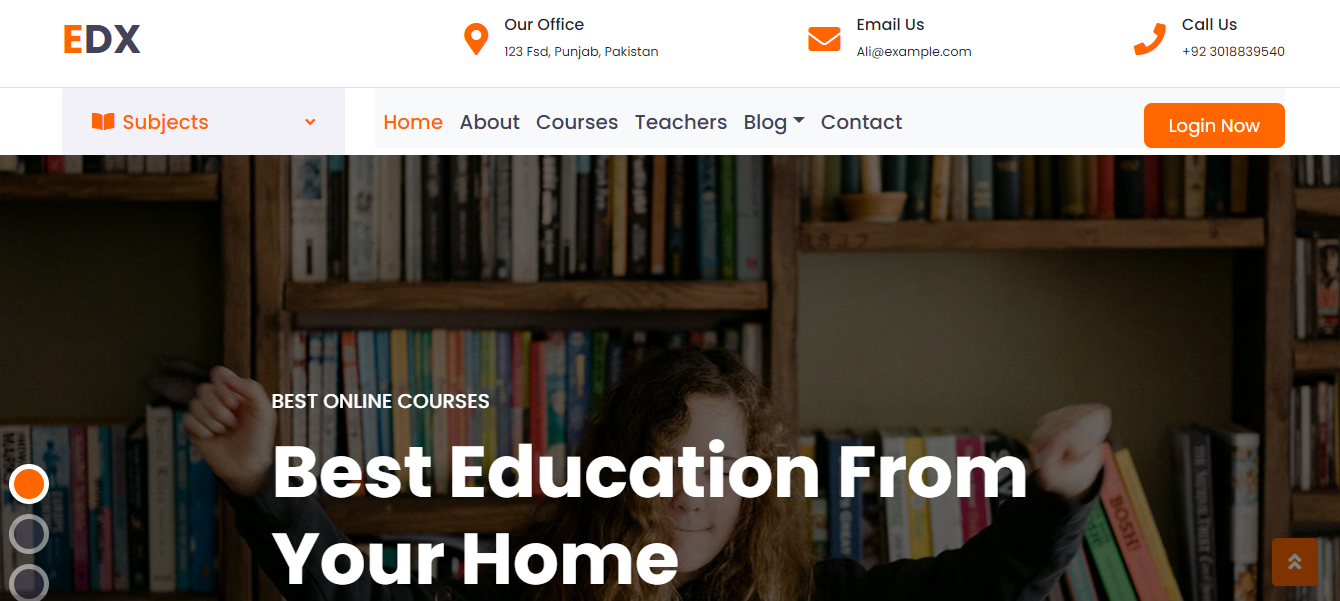 EDX
Our Office
123 Fsd, Punjab, Pakistan
Email Us
Ali@example.com
Call Us
+92 3018839540
Subjects
Home About Courses Teachers Blog Contact
Login Now
BEST ONLINE COURSES
Best Education From
Your Home
BOSH!